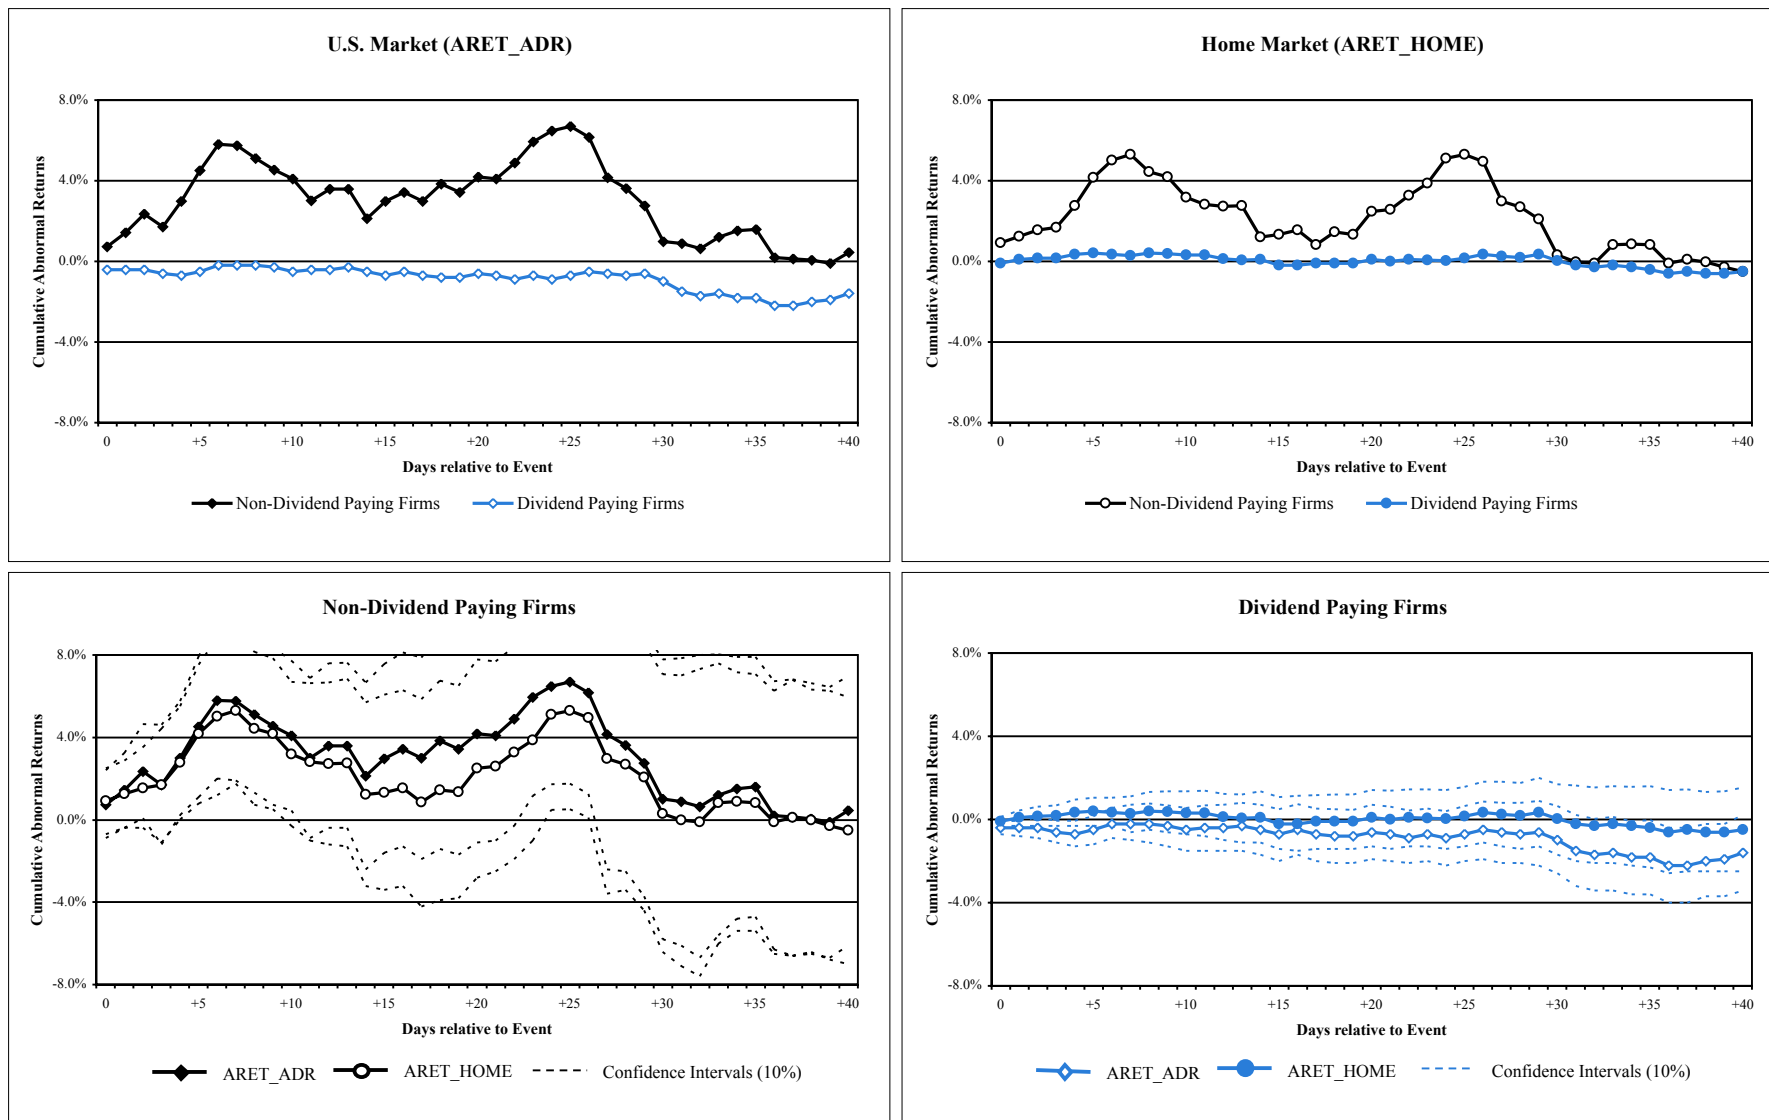 U.S. Market (ARET_ADR)
Cumulative Abnormal Returns
8.0%
4.0%
0.0%
-4.0%
-8.0%
0 +5 +10 +15 +20 +25 +30 +35 +40
Days relative to Event
Non-Dividend Paying Firms Dividend Paying Firms
Home Market (ARET_HOME)
Cumulative Abnormal Returns
8.0%
4.0%
0.0%
-4.0%
-8.0%
0 +5 +10 +15 +20 +25 +30 +35 +40
Days relative to Event
Non-Dividend Paying Firms Dividend Paying Firms
Non-Dividend Paying Firms
Cumulative Abnormal Returns
8.0%
4.0%
0.0%
-4.0%
-8.0%
0 +5 +10 +15 +20 +25 +30 +35 +40
Days relative to Event
ARET_ADR ARET_HOME Confidence Intervals (10%)
Dividend Paying Firms
Cumulative Abnormal Returns
8.0%
4.0%
0.0%
-4.0%
-8.0%
0 +5 +10 +15 +20 +25 +30 +35 +40
Days relative to Event
ARET_ADR ARET_HOME Confidence Intervals (10%)